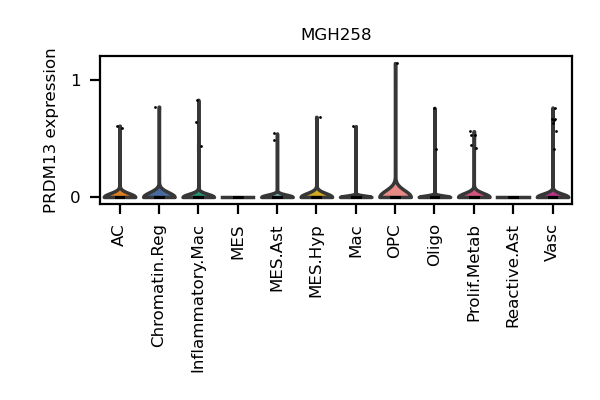 MGH258
PRDM13 expression
1
0
AC
Chromatin.Reg
Inflammatory.Mac
MES
MES.Ast
MES.Hyp
Mac
OPC
Oligo
Prolif.Metab
Reactive.Ast
Vasc